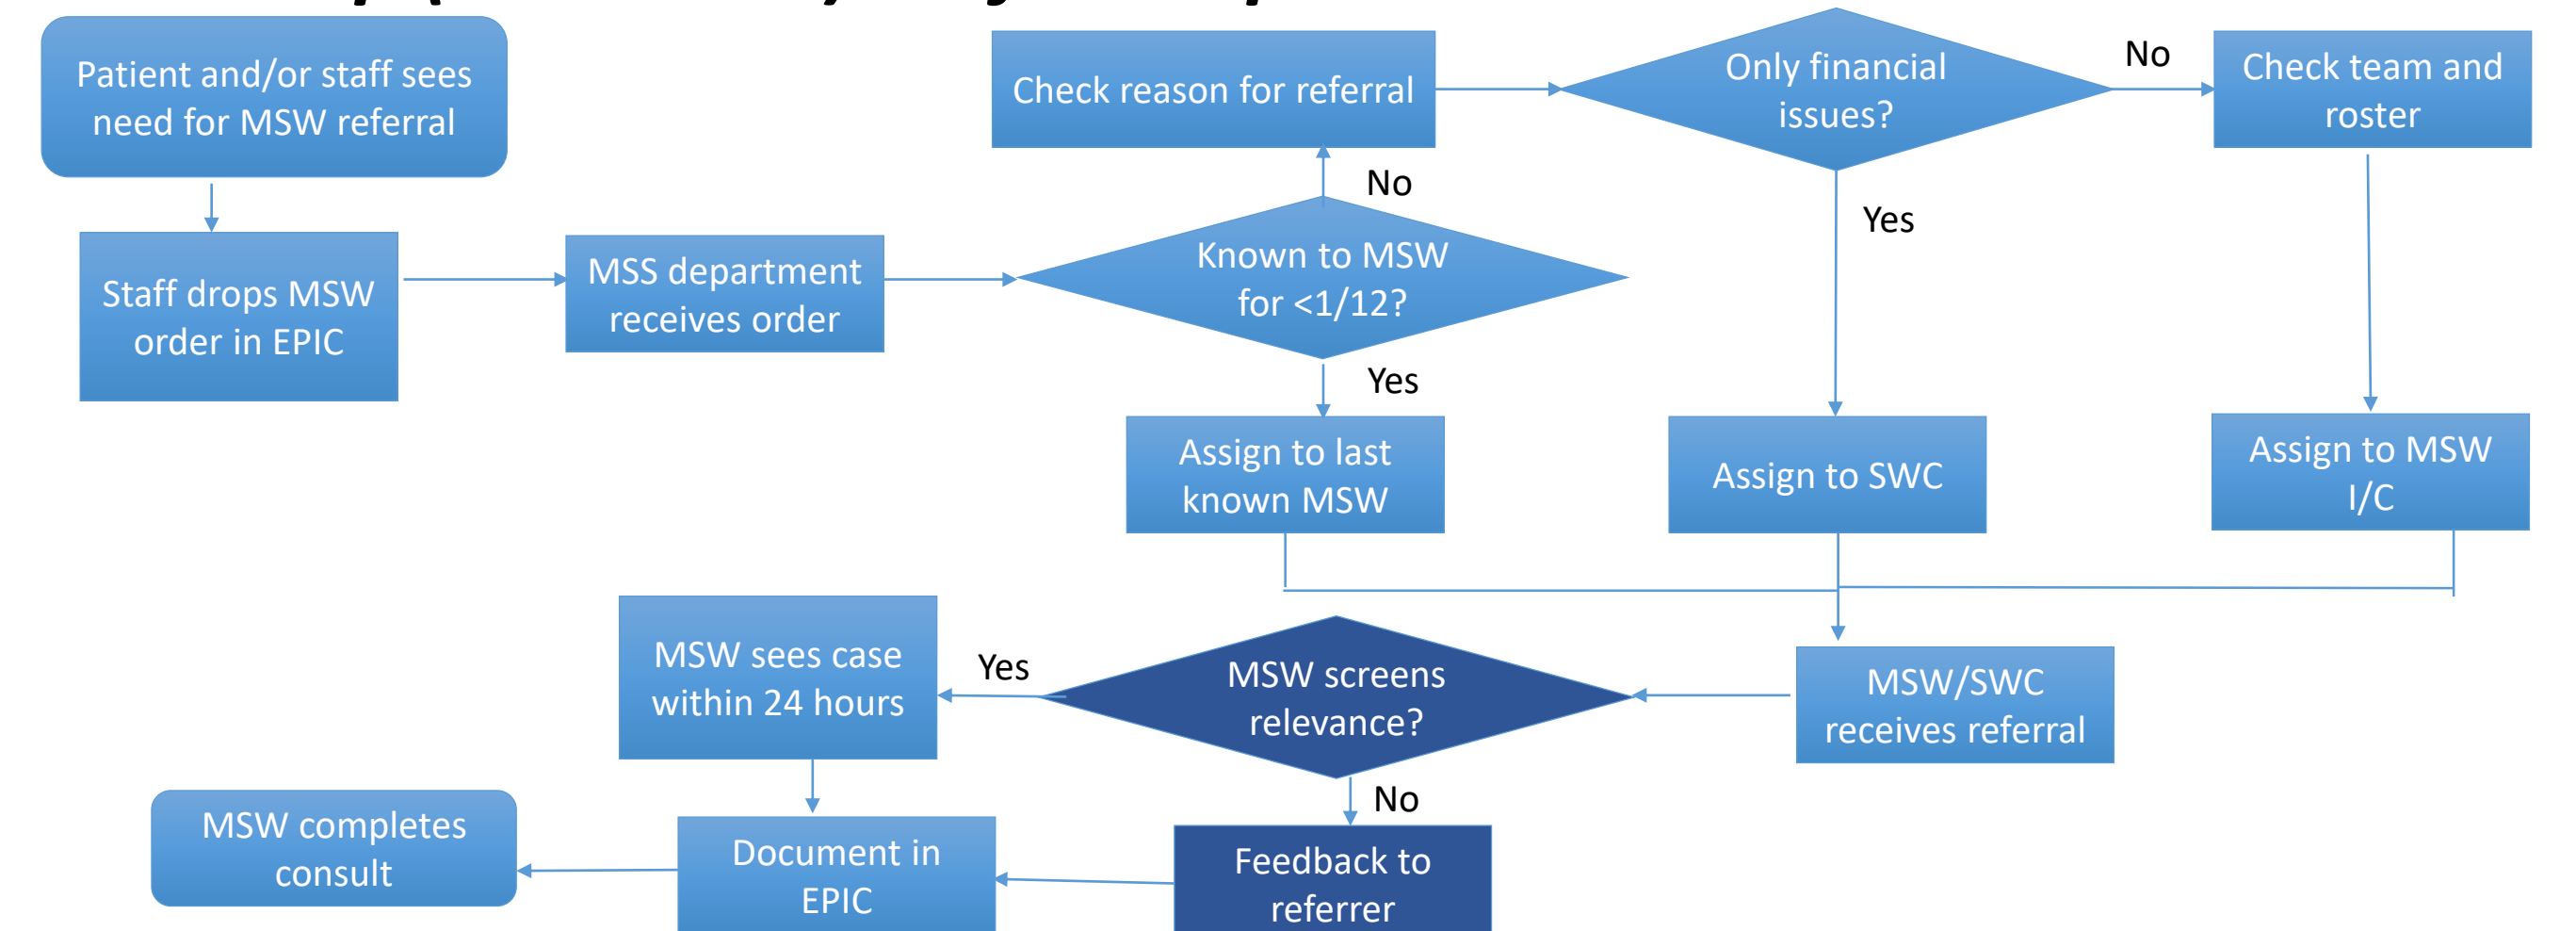 Patient and/or staff sees
need for MSW referral
Staff drops MSW
order in EPIC
MSS department
receives order
Known to MSW
for <1/12?
No
Check reason for referral
Only financial
issues?
No
Check team and
roster
Yes
Yes
Assign to last
known MSW
Assign to SWC
Assign to MSW
I/C
MSW/SWC
receives referral
MSW screens
relevance?
Yes
MSW sees case
within 24 hours
No
Feedback to
referrer
Document in
EPIC
MSW completes
consult